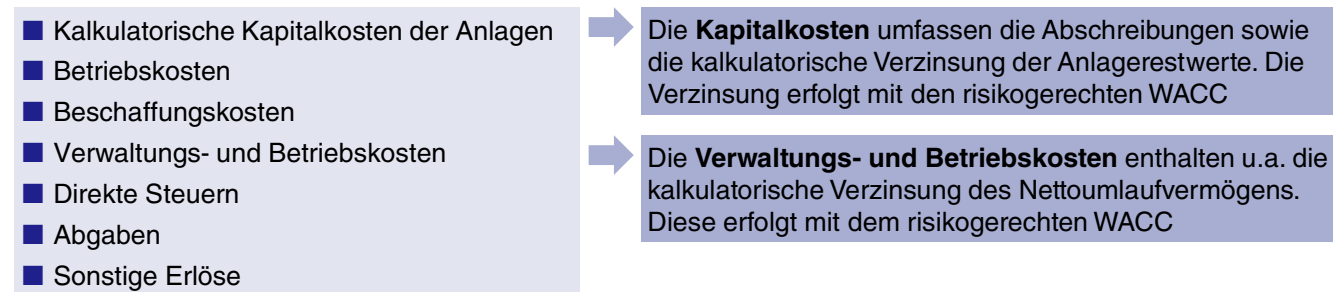 Kalkulatorische Kapitalkosten der Anlagen
Betriebskosten
Beschaffungskosten
Verwaltungs- und Betriebskosten
Direkte Steuern
Abgaben
Sonstige Erlöse
Die Kapitalkosten umfassen die Abschreibungen sowie
die kalkulatorische Verzinsung der Anlagerestwerte. Die
Verzinsung erfolgt mit den risikogerechten WACC
Die Verwaltungs- und Betriebskosten enthalten u.a. die
kalkulatorische Verzinsung des Nettoumlaufvermögens.
Diese erfolgt mit dem risikogerechten WACC